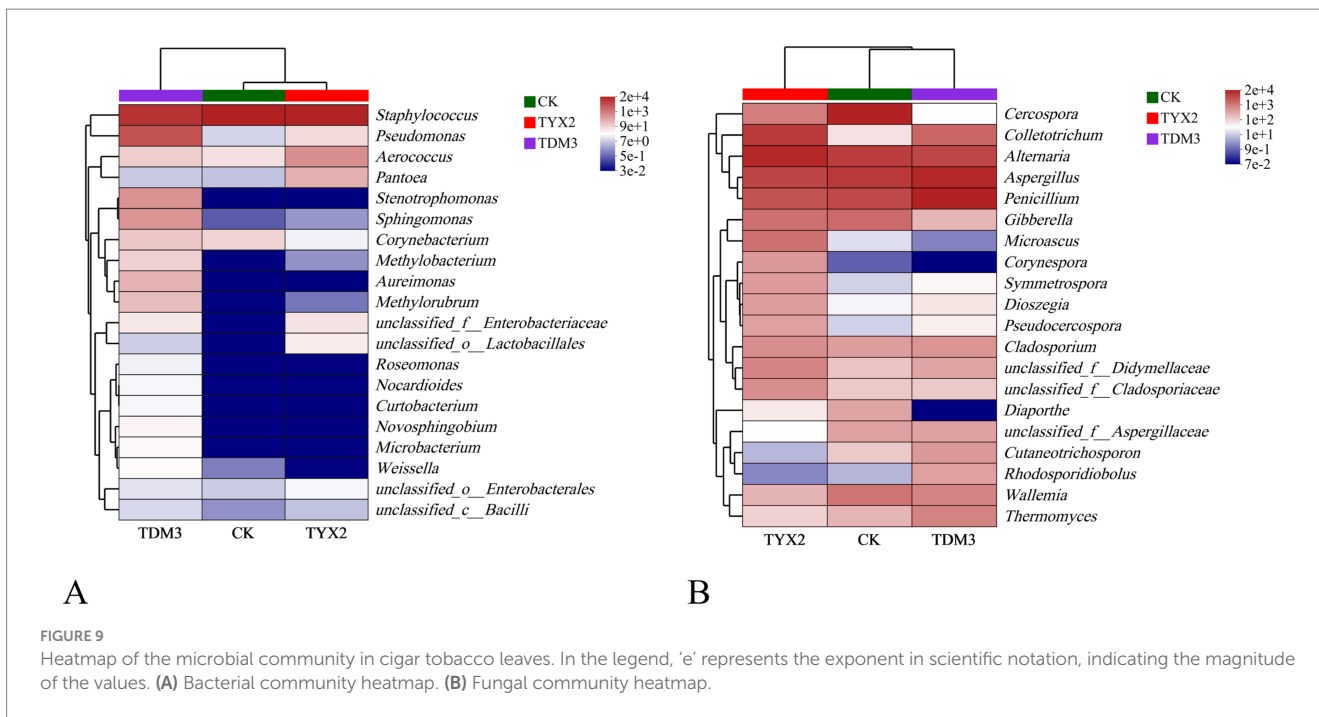 CK
TYX2
TDM3
2e+4
1e+3
9e+1
7e+0
5e-1
3e-2
Staphylococcus
Pseudomonas
Aerococcus
Pantoea
Stenotrophomonas
Sphingomonas
Corynebacterium
Methylobacterium
Aureimonas
Methylorubrum
unclassified_f__Enterobacteriaceae
unclassified_o__Lactobacillales
Roseomonas
Nocardioides
Curtobacterium
Novosphingobium
Microbacterium
Weissella
unclassified_o__Enterobacterales
unclassified_c__Bacilli
TDM3 CK TYX2
A
CK
TYX2
TDM3
2e+4
1e+3
1e+2
1e+1
9e-1
7e-2
Cercospora
Colletotrichum
Alternaria
Aspergillus
Penicillium
Gibberella
Microascus
Corynespora
Symmetrospora
Dioszegia
Pseudocercospora
Cladosporium
unclassified_f__Didymellaceae
unclassified_f__Cladosporiaceae
Diaporthe
unclassified_f__Aspergillaceae
Cutaneotrichosporon
Rhodosporidiobolus
Wallemia
Thermomyces
TYX2 CK TDM3
B
FIGURE 9
Heatmap of the microbial community in cigar tobacco leaves. In the legend, ‘e’ represents the exponent in scientific notation, indicating the magnitude
of the values. (A) Bacterial community heatmap. (B) Fungal community heatmap.